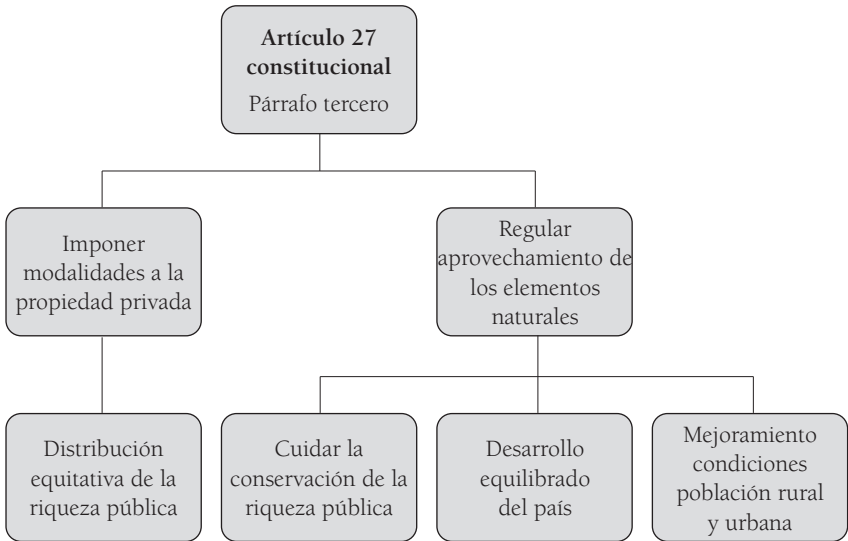 Artículo 27
constitucional
Párrafo tercero
Imponer
modalidades a la
propiedad privada
Regular
aprovechamiento de
los elementos
naturales
Distribución
equitativa de la
riqueza pública
Cuidar la
conservación de la
riqueza pública
Desarrollo
equilibrado
del país
Mejoramiento
condiciones
población rural
y urbana